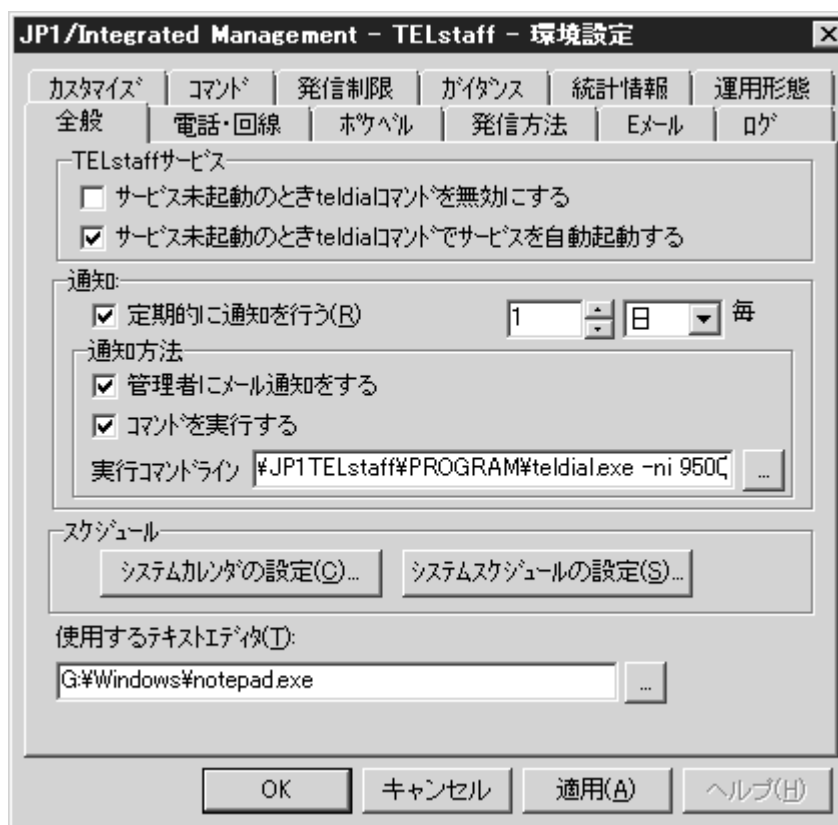 JP1/Integrated Management - TELstaff - 環境設定
ｶｽﾀﾏｲｽﾞ ｺﾏﾝﾄﾞ 発信制限 ｶﾞｲﾀﾞﾝｽ 統計情報 運用形態
全般 電話・回線 ﾎﾟｹﾍﾞﾙ 発信方法 Eﾒｰﾙ ﾛｸﾞ
TELstaffｻｰﾋﾞｽ
ｻｰﾋﾞｽ未起動のときteldialｺﾏﾝﾄﾞを無効にする
ｻｰﾋﾞｽ未起動のときteldialｺﾏﾝﾄﾞでｻｰﾋﾞｽを自動起動する
通知:
定期的に通知を行う(R) 1 日 毎
通知方法
管理者にﾒｰﾙ通知をする
ｺﾏﾝﾄﾞを実行する
実行ｺﾏﾝﾄﾞﾗｲﾝ ¥JP1TELstaff¥PROGRAM¥teldial.exe -ni 950 ...
ｽｹｼﾞｭｰﾙ
ｼｽﾃﾑｶﾚﾝﾀﾞの設定(C)... ｼｽﾃﾑｽｹｼﾞｭｰﾙの設定(S)...
使用するﾃｷｽﾄｴﾃﾞｨﾀ(T):
G:¥Windows¥notepad.exe ...
OK キャンセル 適用(A) ヘルプ(H)